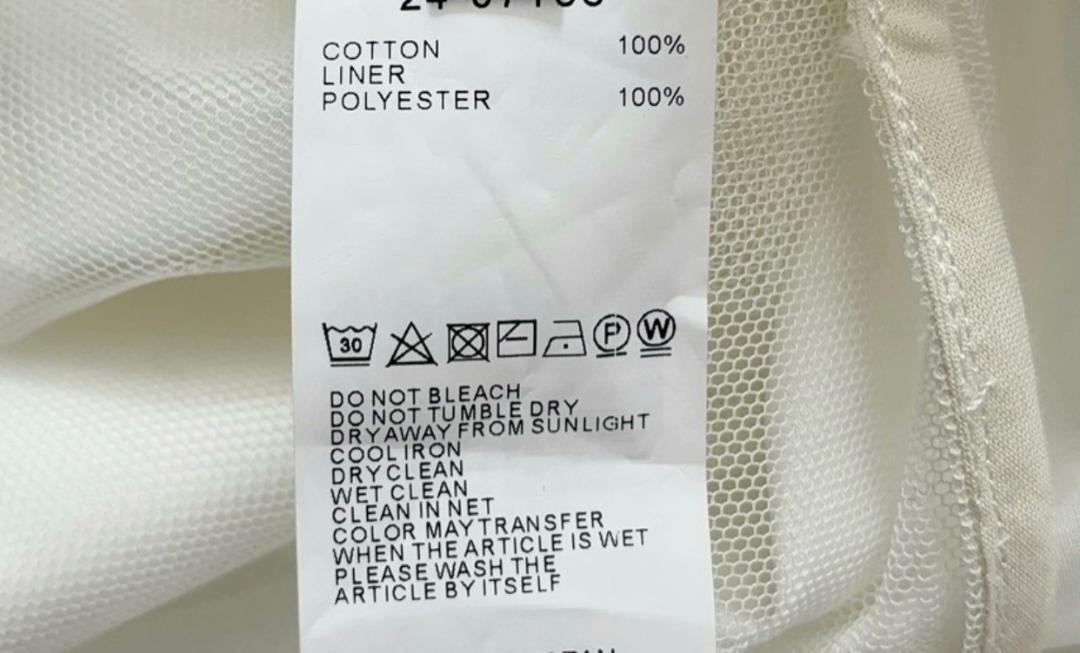 COTTON 100%
LINER
POLYESTER 100%
30 P W
DO NOT BLEACH
DO NOT TUMBLE DRY
DRY AWAY FROM SUNLIGHT
COOL IRON
DRY CLEAN
WET CLEAN
CLEAN IN NET
COLOR MAY TRANSFER
WHEN THE ARTICLE IS WET
PLEASE WASH THE
ARTICLE BY ITSELF